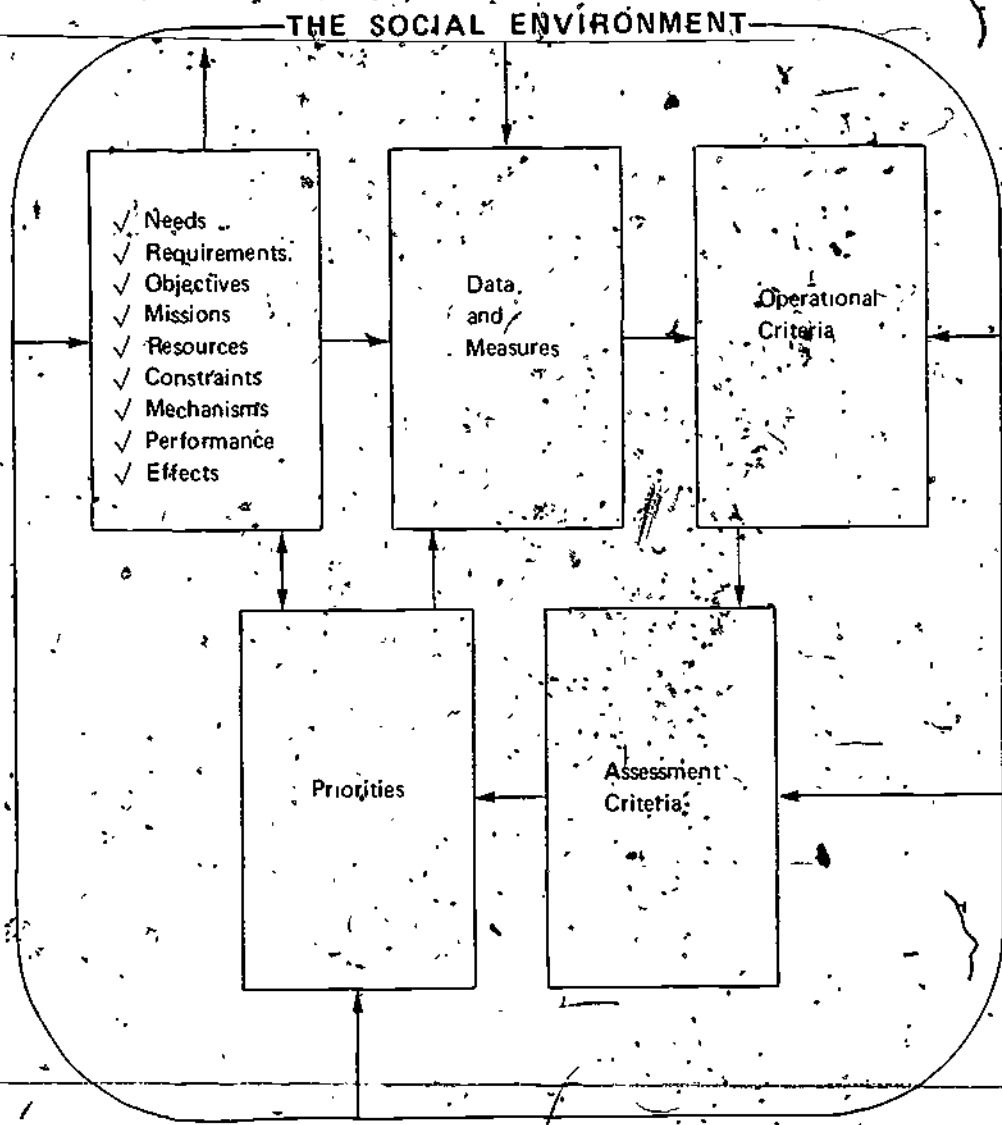 THE SOCIAL ENVIRONMENT
✓ Needs
✓ Requirements
✓ Objectives
✓ Missions
✓ Resources
✓ Constraints
✓ Mechanisms
✓ Performance
✓ Effects
Data
and
Measures
Operational
Criteria
Priorities
Assessment
Criteria